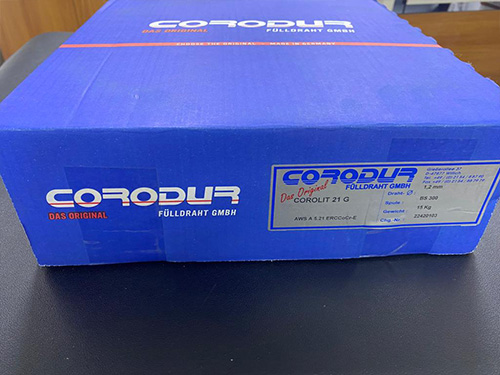 CORODUR
DAS ORIGINAL
FÜLLDRAHT GMBH
CHOOSE THE ORIGINAL - MADE IN GERMANY
CORODUR
DAS ORIGINAL
FÜLLDRAHT GMBH
CORODUR
Das Original
FÜLLDRAHT GMBH
COROLIT 21 G
AWS A 5.21 ERCCoCr-E
Draht- Ø 1,2 mm
Spule: BS 300
Gewicht: 15 Kg
Chg.-Nr. 22420103